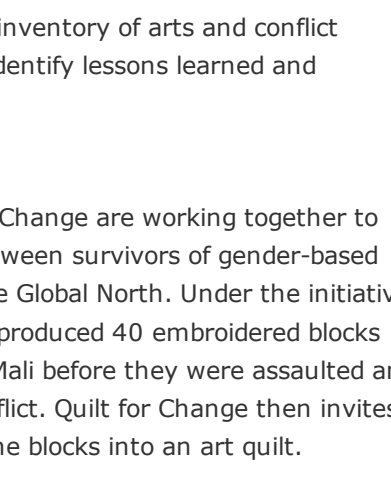 inventory of arts and conflict
dentify lessons learned and
Change are working together to
ween survivors of gender-based
e Global North. Under the initiativ
produced 40 embroidered blocks
Mali before they were assaulted a
flict. Quilt for Change then invites
ne blocks into an art quilt.